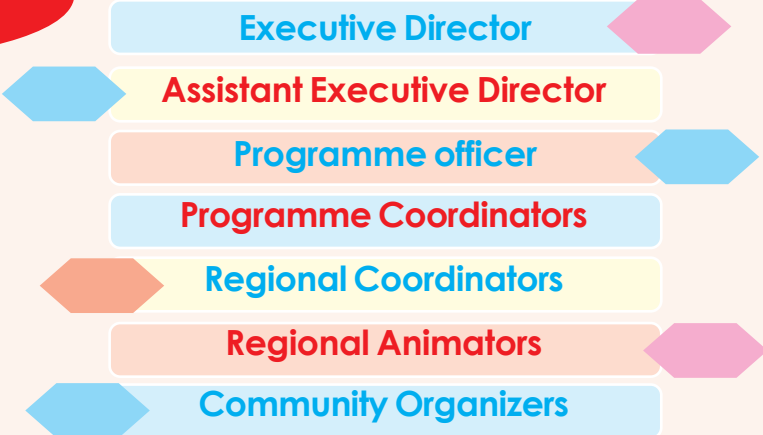 Executive Director
Assistant Executive Director
Programme officer
Programme Coordinators
Regional Coordinators
Regional Animators
Community Organizers